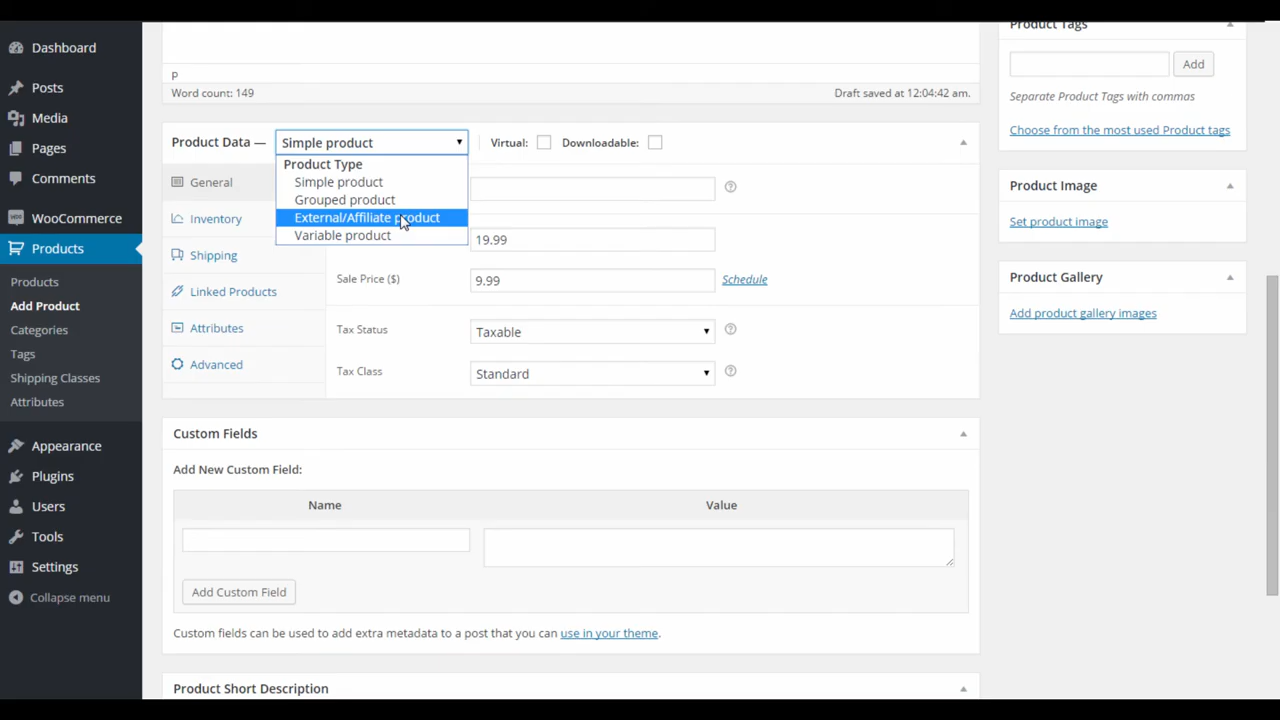 Dashboard
Posts
Media
Pages
Comments
WooCommerce
Products
Products
Add Product
Categories
Tags
Shipping Classes
Attributes
Appearance
Plugins
Users
Tools
Settings
Collapse menu
p
Word count: 149
Draft saved at 12:04:42 am.
Product Data — Simple product Virtual: Downloadable:
Product Type
Simple product
Grouped product
External/Affiliate product
Variable product
General
Inventory
Shipping
Linked Products
Attributes
Advanced
19.99
Sale Price ($) 9.99 Schedule
Tax Status Taxable
Tax Class Standard
Custom Fields
Add New Custom Field:
Name Value
Add Custom Field
Custom fields can be used to add extra metadata to a post that you can use in your theme.
Product Short Description
Product Tags
Add
Separate Product Tags with commas
Choose from the most used Product tags
Product Image
Set product image
Product Gallery
Add product gallery images